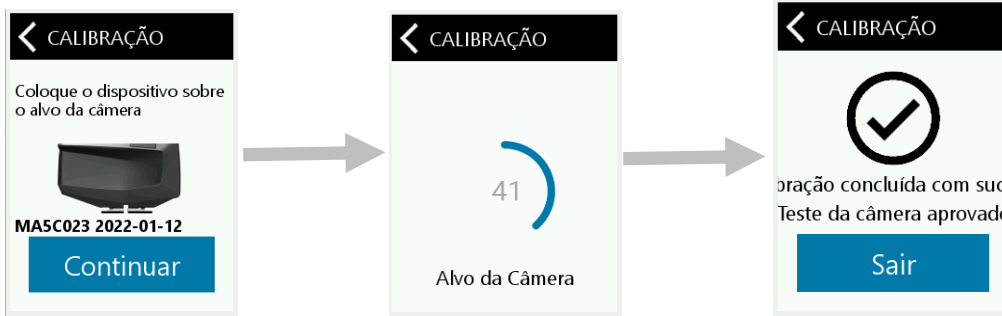 CALIBRAÇÃO
Coloque o dispositivo sobre
o alvo da câmera
MA5C023 2022-01-12
Continuar
CALIBRAÇÃO
41
Alvo da Câmera
CALIBRAÇÃO
bração concluída com suc
Teste da câmera aprovado
Sair